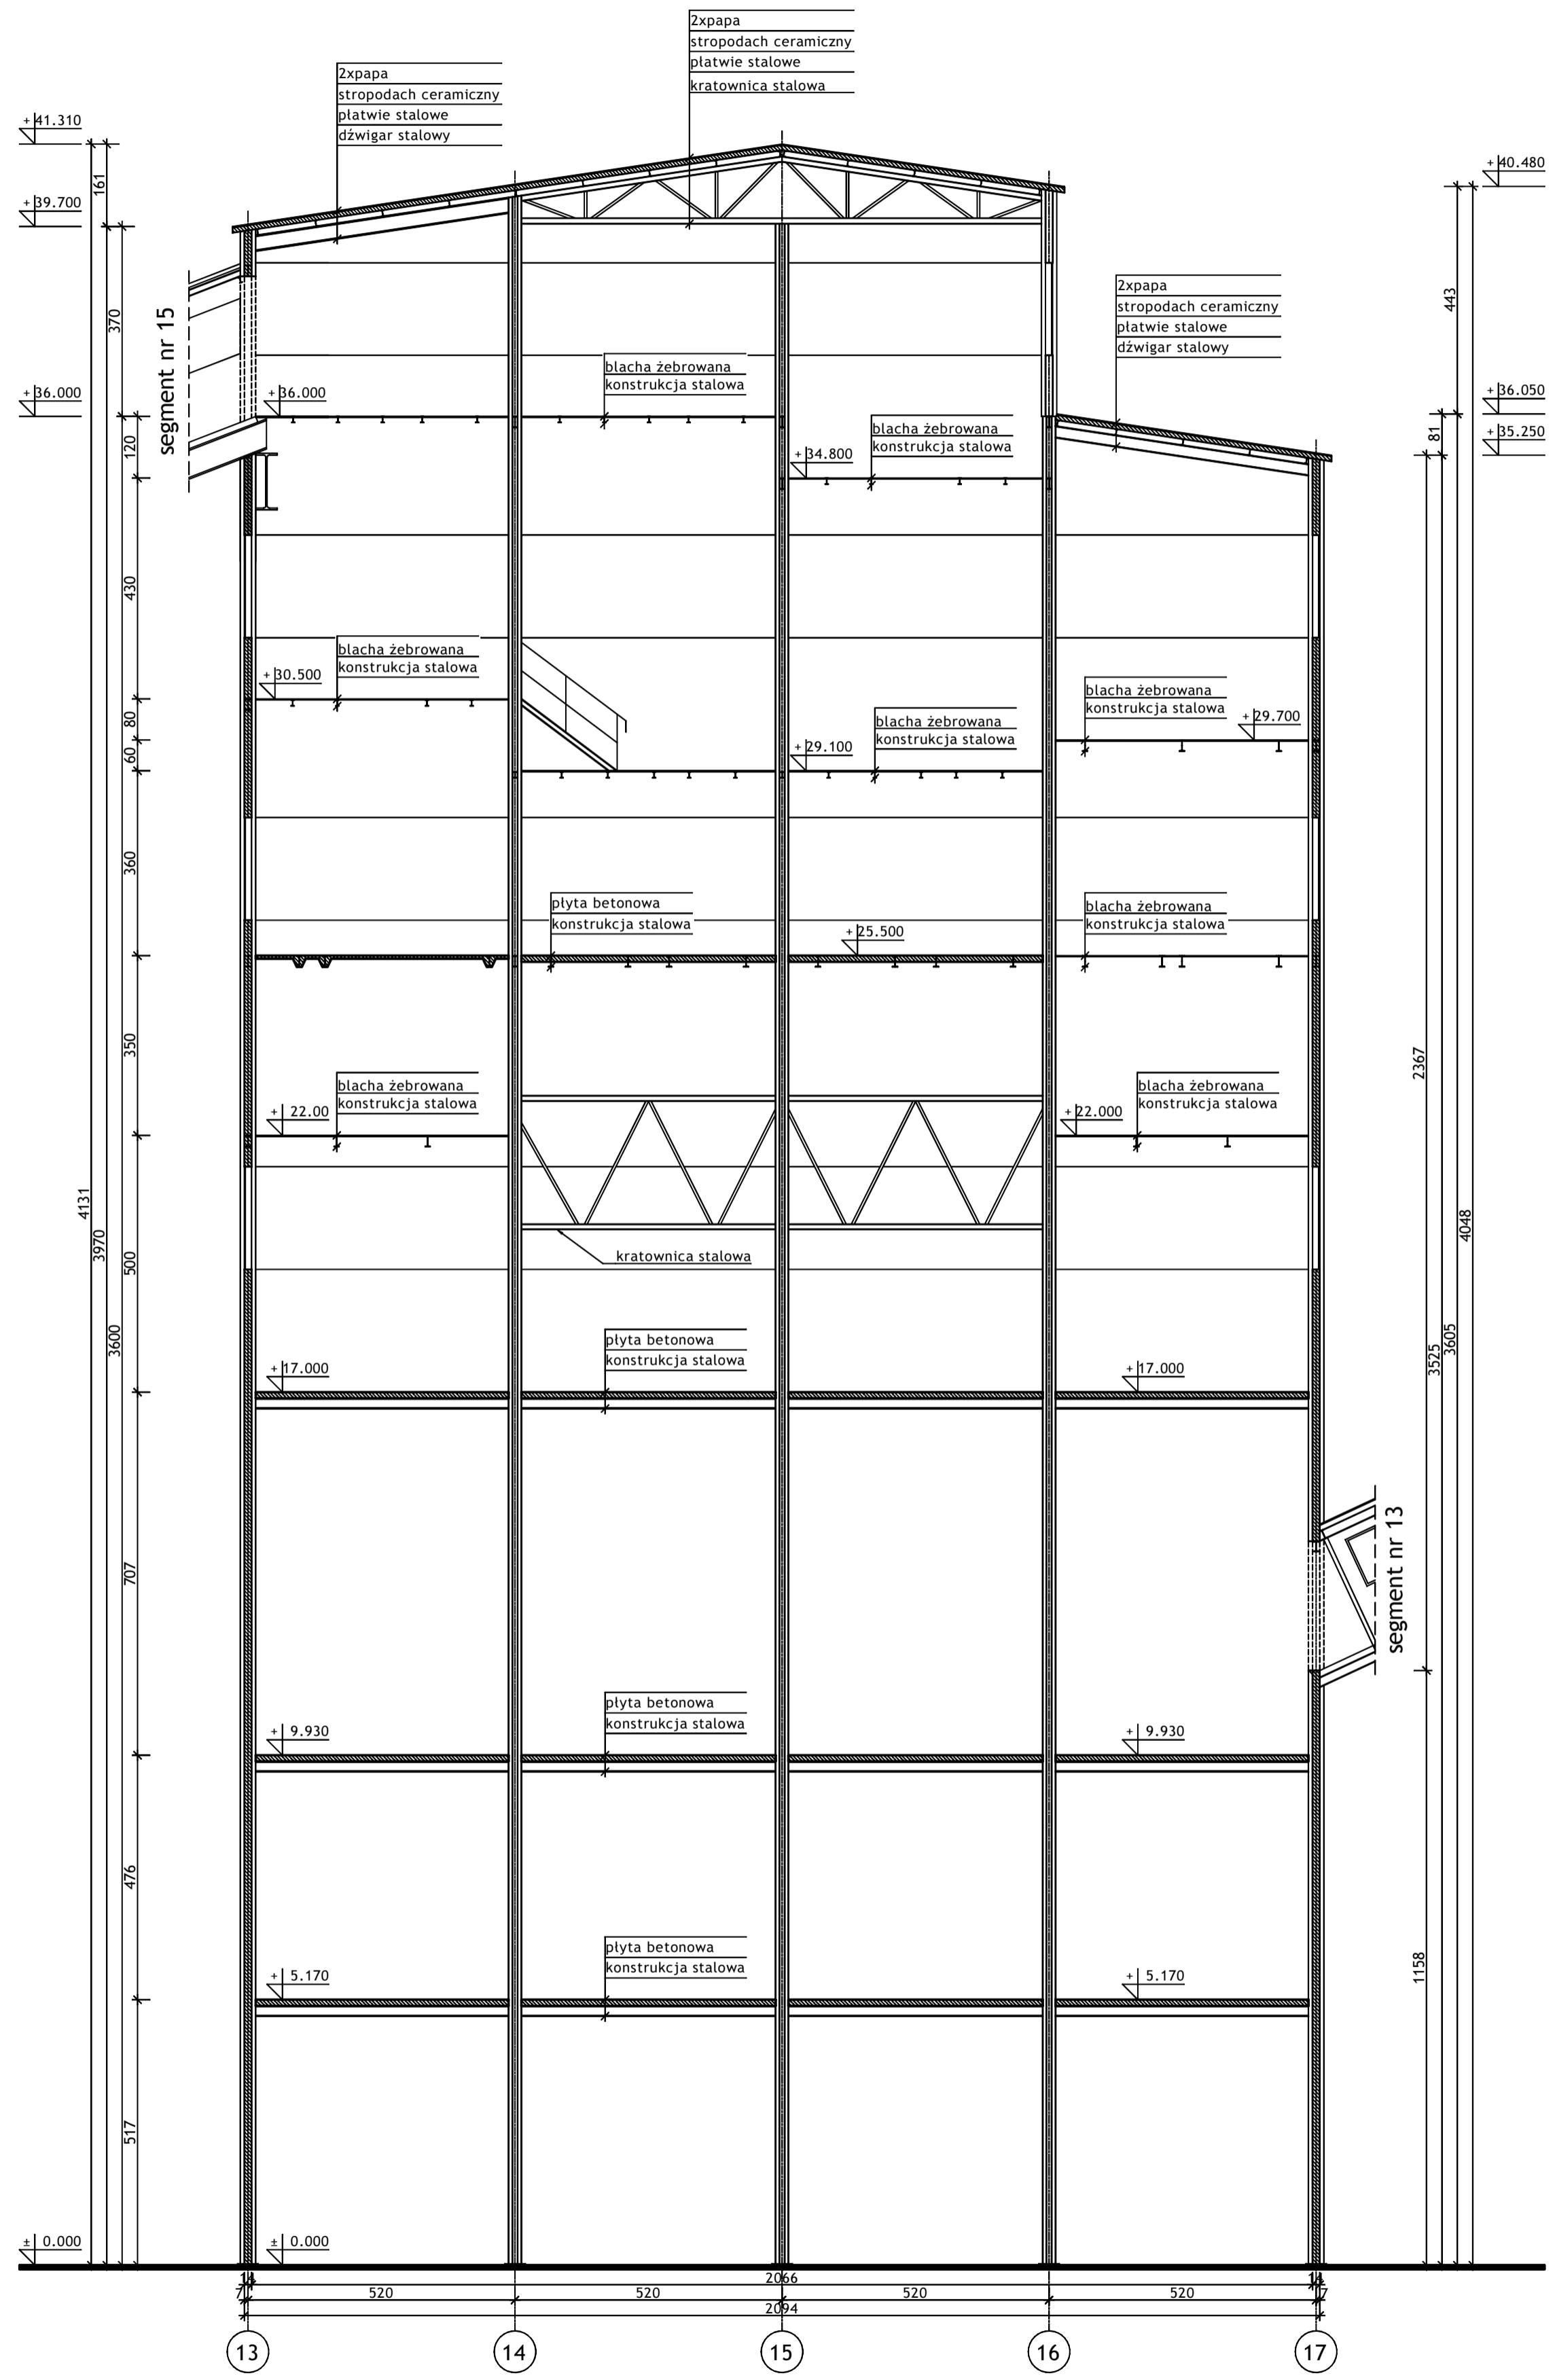 2xpapa
stropodach ceramiczny
płatwie stalowe
kratownica stalowa
2xpapa
stropodach ceramiczny
płatwie stalowe
dźwigar stalowy
+41.310
161
+39.700
+40.480
370
segment nr 15
443
2xpapa
stropodach ceramiczny
płatwie stalowe
dźwigar stalowy
blacha żebrowana
konstrukcja stalowa
+36.000
+36.000
+36.050
81
+35.250
120
blacha żebrowana
konstrukcja stalowa
+34.800
430
blacha żebrowana
konstrukcja stalowa
+30.500
80
60
blacha żebrowana
konstrukcja stalowa
+29.700
blacha żebrowana
konstrukcja stalowa
+29.100
360
płyta betonowa
konstrukcja stalowa
+25.500
blacha żebrowana
konstrukcja stalowa
350
2367
blacha żebrowana
konstrukcja stalowa
+ 22.00
+22.000
blacha żebrowana
konstrukcja stalowa
4131
3970
3600
500
kratownica stalowa
4048
3605
3525
płyta betonowa
konstrukcja stalowa
+17.000
+17.000
707
segment nr 13
płyta betonowa
konstrukcja stalowa
+ 9.930
+ 9.930
476
1158
płyta betonowa
konstrukcja stalowa
+ 5.170
+ 5.170
517
± 0.000
± 0.000
14 2066 14
7 520 520 520 520 7
2094
13 14 15 16 17